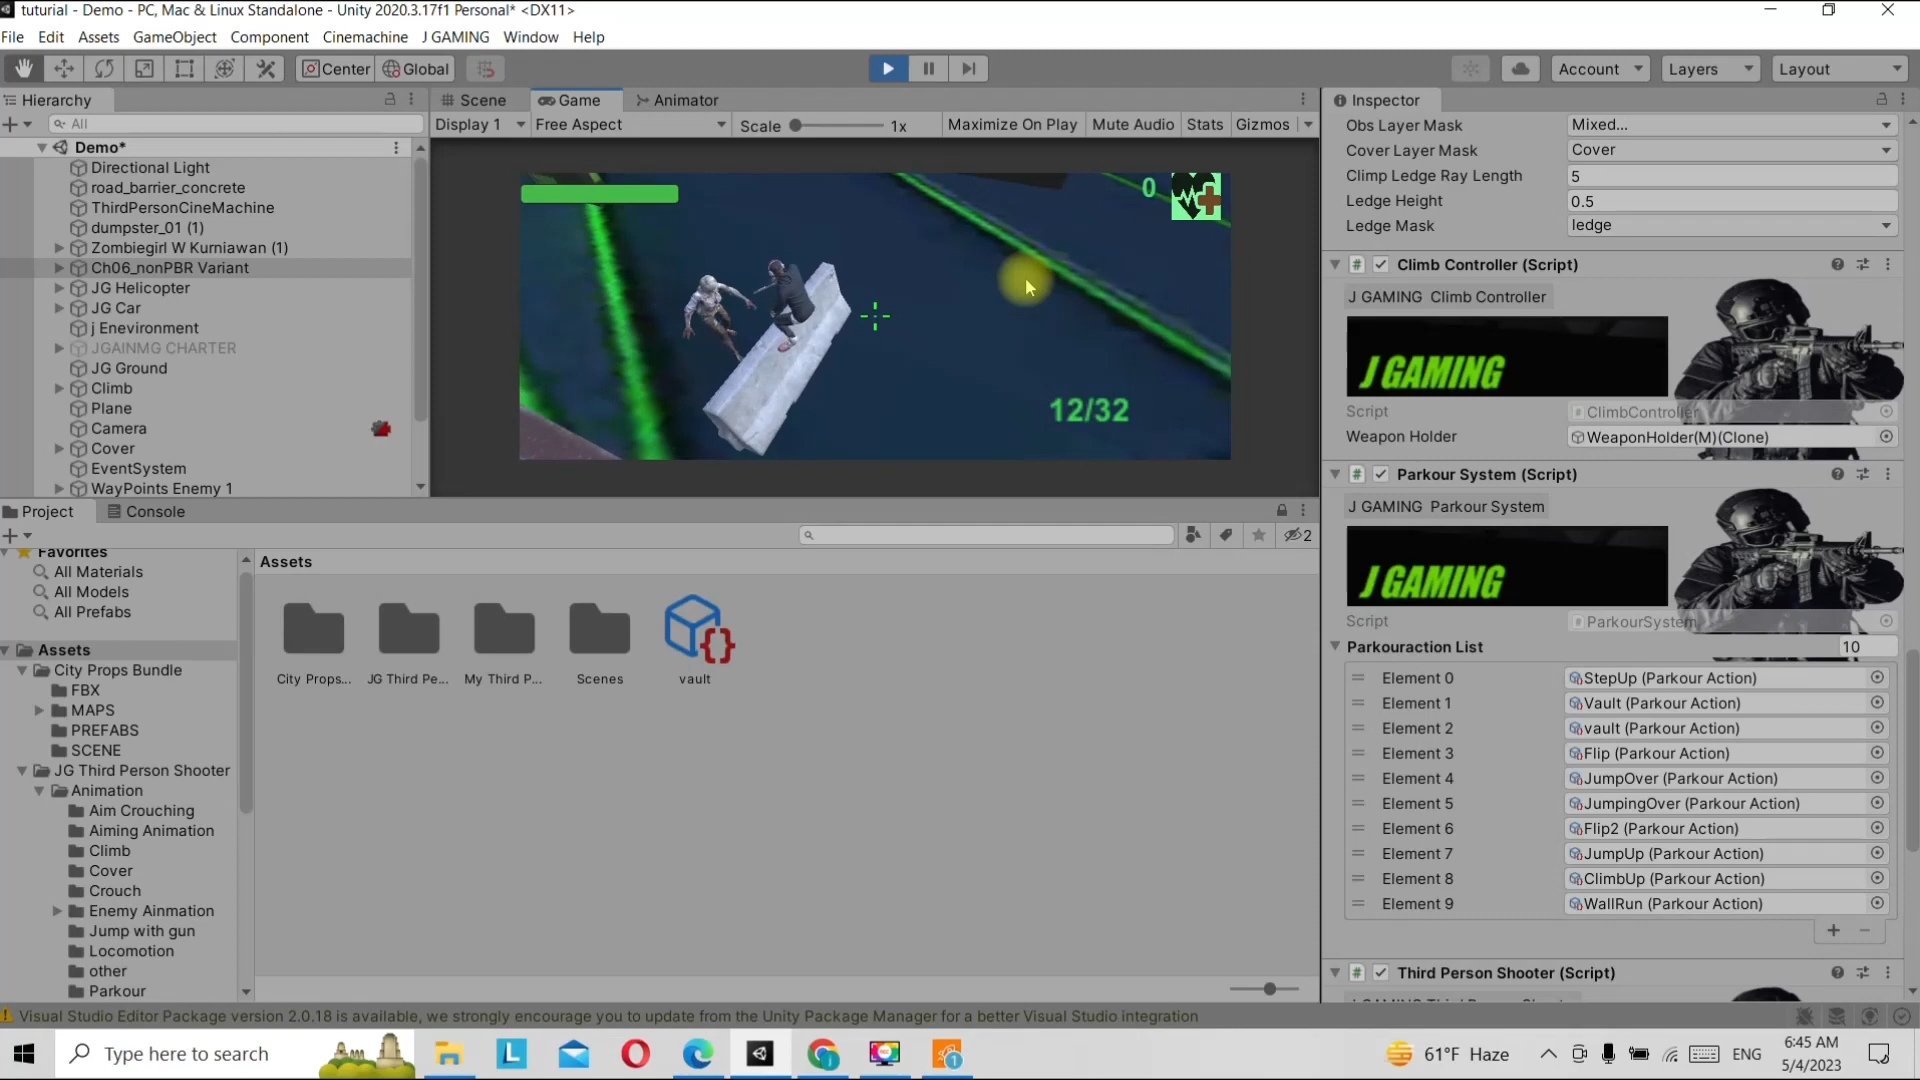 tuturial - Demo - PC, Mac & Linux Standalone - Unity 2020.3.17f1 Personal* <DX11>
File Edit Assets GameObject Component Cinemachine J GAMING Window Help
Center Global Account Layers Layout
Hierarchy
All
Demo*
Directional Light
road_barrier_concrete
ThirdPersonCineMachine
dumpster_01 (1)
Zombiegirl W Kurniawan (1)
Ch06_nonPBR Variant
JG Helicopter
JG Car
j Enevironment
JGAINMG CHARTER
JG Ground
Climb
Plane
Camera
Cover
EventSystem
WayPoints Enemy 1
Scene Game Animator
Display 1 Free Aspect Scale 1x Maximize On Play Mute Audio Stats Gizmos
0
12/32
Inspector
Obs Layer Mask Mixed...
Cover Layer Mask Cover
Climp Ledge Ray Length 5
Ledge Height 0.5
Ledge Mask ledge
Climb Controller (Script)
J GAMING Climb Controller
J GAMING
Script ClimbController
Weapon Holder WeaponHolder(M)(Clone)
Parkour System (Script)
J GAMING Parkour System
J GAMING
Script ParkourSystem
Parkouraction List 10
Element 0 StepUp (Parkour Action)
Element 1 Vault (Parkour Action)
Element 2 vault (Parkour Action)
Element 3 Flip (Parkour Action)
Element 4 JumpOver (Parkour Action)
Element 5 JumpingOver (Parkour Action)
Element 6 Flip2 (Parkour Action)
Element 7 JumpUp (Parkour Action)
Element 8 ClimbUp (Parkour Action)
Element 9 WallRun (Parkour Action)
Third Person Shooter (Script)
Project Console
2
Favorites
All Materials
All Models
All Prefabs
Assets
City Props Bundle
FBX
MAPS
PREFABS
SCENE
JG Third Person Shooter
Animation
Aim Crouching
Aiming Animation
Climb
Cover
Crouch
Enemy Ainmation
Jump with gun
Locomotion
other
Parkour
Assets
City Props... JG Third Pe... My Third P... Scenes vault
Visual Studio Editor Package version 2.0.18 is available, we strongly encourage you to update from the Unity Package Manager for a better Visual Studio integration
Type here to search
61°F Haze ENG
6:45 AM
5/4/2023